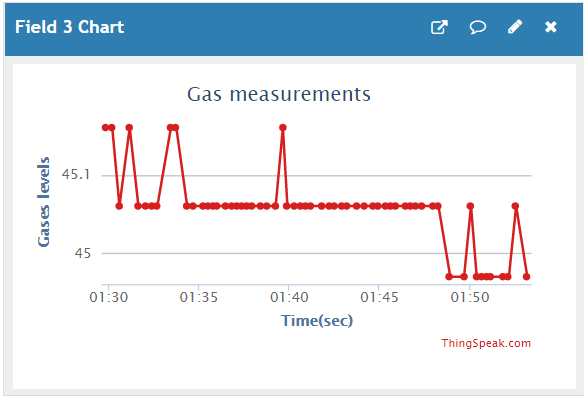 Field 3 Chart
Gas measurements
Gases levels
45.1
45
01:30 01:35 01:40 01:45 01:50
Time(sec)
ThingSpeak.com